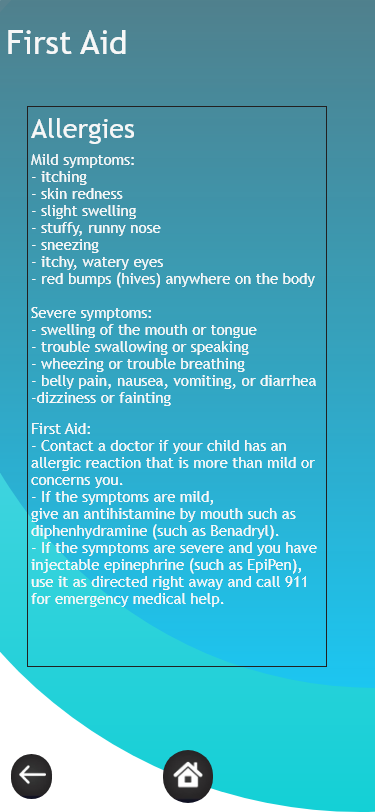 First Aid
Allergies
Mild symptoms:
- itching
- skin redness
- slight swelling
- stuffy, runny nose
- sneezing
- itchy, watery eyes
- red bumps (hives) anywhere on the body
Severe symptoms:
- swelling of the mouth or tongue
- trouble swallowing or speaking
- wheezing or trouble breathing
- belly pain, nausea, vomiting, or diarrhea
-dizziness or fainting
First Aid:
- Contact a doctor if your child has an
allergic reaction that is more than mild or
concerns you.
- If the symptoms are mild,
give an antihistamine by mouth such as
diphenhydramine (such as Benadryl).
- If the symptoms are severe and you have
injectable epinephrine (such as EpiPen),
use it as directed right away and call 911
for emergency medical help.